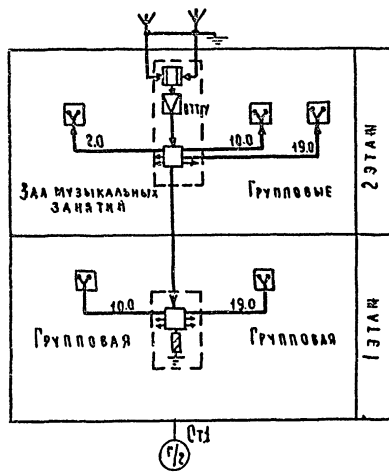 ВТПУ
2.0
10.0
19.0
Зал музыкальных
занятий
Групповые
2 этаж
10.0
19.0
Групповая
Групповая
1 этаж
Ст1